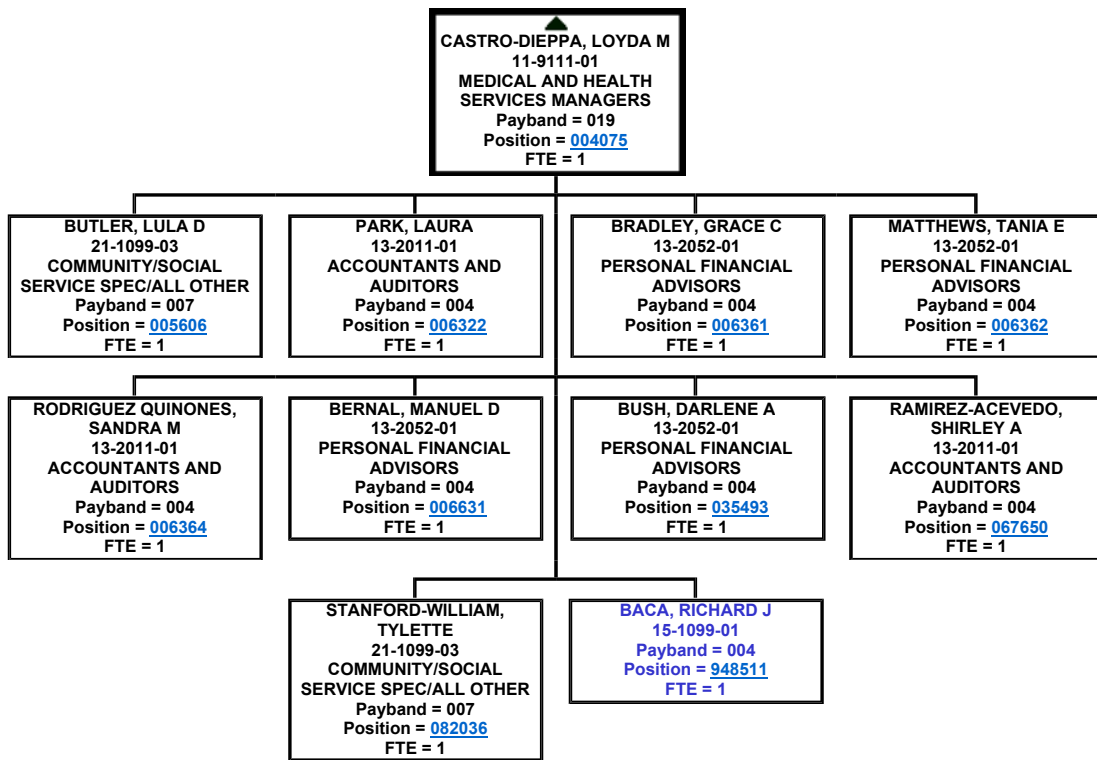 CASTRO-DIEPPA, LOYDA M
11-9111-01
MEDICAL AND HEALTH
SERVICES MANAGERS
Payband = 019
Position = 004075
FTE = 1
BUTLER, LULA D
21-1099-03
COMMUNITY/SOCIAL
SERVICE SPEC/ALL OTHER
Payband = 007
Position = 005606
FTE = 1
PARK, LAURA
13-2011-01
ACCOUNTANTS AND
AUDITORS
Payband = 004
Position = 006322
FTE = 1
BRADLEY, GRACE C
13-2052-01
PERSONAL FINANCIAL
ADVISORS
Payband = 004
Position = 006361
FTE = 1
MATTHEWS, TANIA E
13-2052-01
PERSONAL FINANCIAL
ADVISORS
Payband = 004
Position = 006362
FTE = 1
RODRIGUEZ QUINONES,
SANDRA M
13-2011-01
ACCOUNTANTS AND
AUDITORS
Payband = 004
Position = 006364
FTE = 1
BERNAL, MANUEL D
13-2052-01
PERSONAL FINANCIAL
ADVISORS
Payband = 004
Position = 006631
FTE = 1
BUSH, DARLENE A
13-2052-01
PERSONAL FINANCIAL
ADVISORS
Payband = 004
Position = 035493
FTE = 1
RAMIREZ-ACEVEDO,
SHIRLEY A
13-2011-01
ACCOUNTANTS AND
AUDITORS
Payband = 004
Position = 067650
FTE = 1
STANFORD-WILLIAM,
TYLETTE
21-1099-03
COMMUNITY/SOCIAL
SERVICE SPEC/ALL OTHER
Payband = 007
Position = 082036
FTE = 1
BACA, RICHARD J
15-1099-01
Payband = 004
Position = 948511
FTE = 1